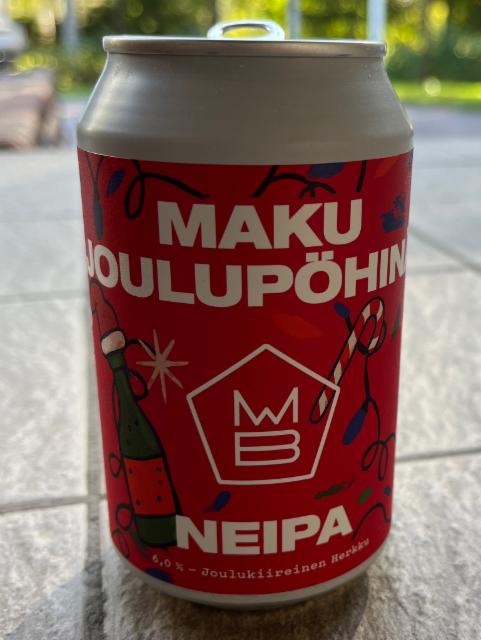 MAKU
JOULUPÖHINÄ
MB
NEIPA
6,0 % – Joulukiireinen Herkku